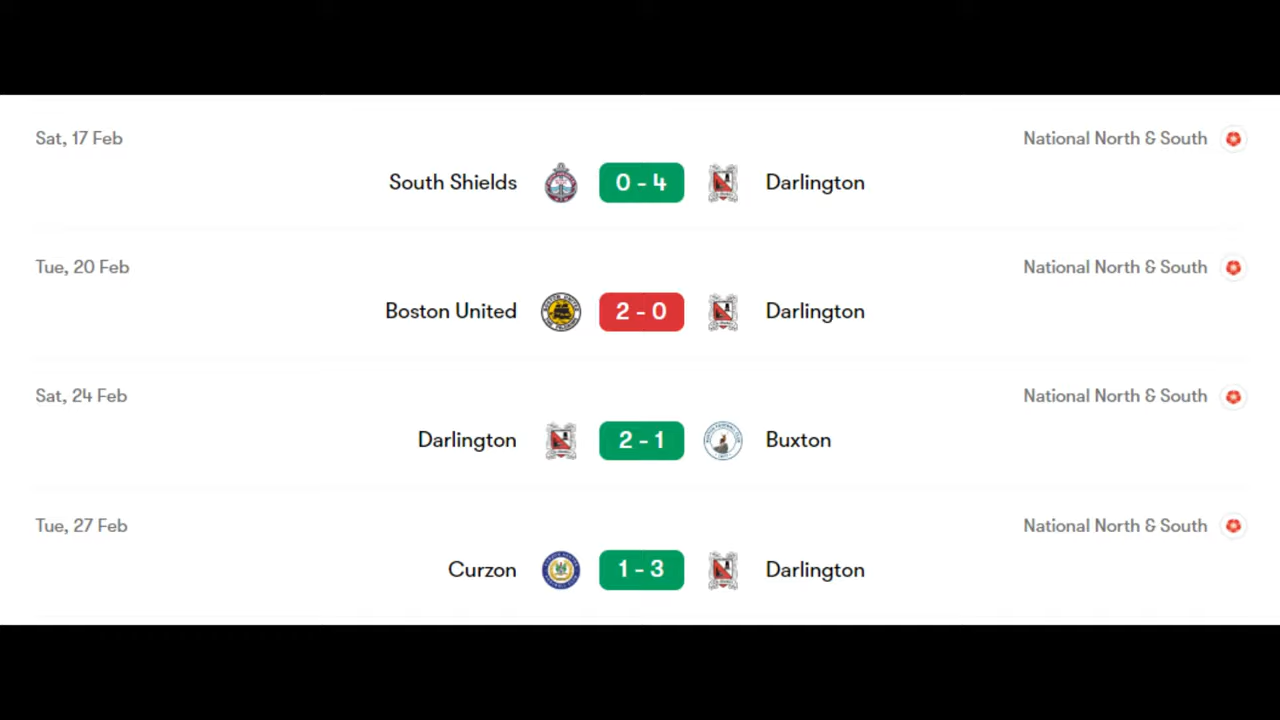 Sat, 17 Feb National North & South
South Shields 0 - 4 Darlington
Tue, 20 Feb National North & South
Boston United 2 - 0 Darlington
Sat, 24 Feb National North & South
Darlington 2 - 1 Buxton
Tue, 27 Feb National North & South
Curzon 1 - 3 Darlington